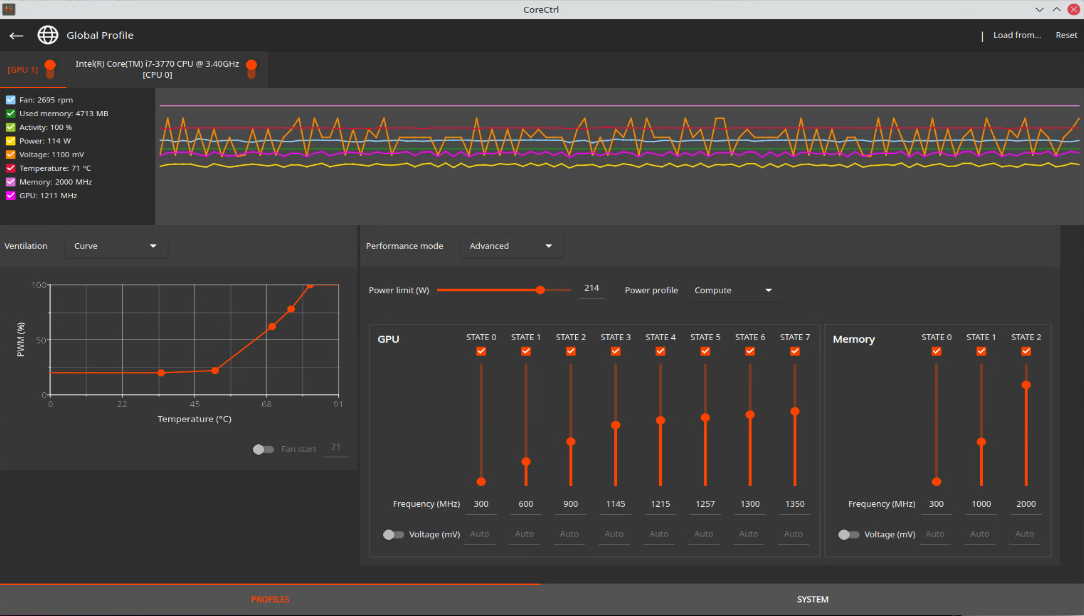 CoreCtrl
Global Profile
Load from...
Reset
[GPU 1]
Intel(R) Core(TM) i7-3770 CPU @ 3.40GHz
[CPU 0]
Fan: 2695 rpm
Used memory: 4713 MB
Activity: 100 %
Power: 114 W
Voltage: 1100 mV
Temperature: 71 °C
Memory: 2000 MHz
GPU: 1211 MHz
Ventilation
Curve
100
50
0
PWM (%)
0 22 45 68 91
Temperature (°C)
Fan start 21
Performance mode
Advanced
Power limit (W) 214
Power profile
Compute
GPU
STATE 0 STATE 1 STATE 2 STATE 3 STATE 4 STATE 5 STATE 6 STATE 7
Frequency (MHz) 300 600 900 1145 1215 1257 1300 1350
Voltage (mV) Auto Auto Auto Auto Auto Auto Auto Auto
Memory
STATE 0 STATE 1 STATE 2
Frequency (MHz) 300 1000 2000
Voltage (mV) Auto Auto Auto
PROFILES
SYSTEM